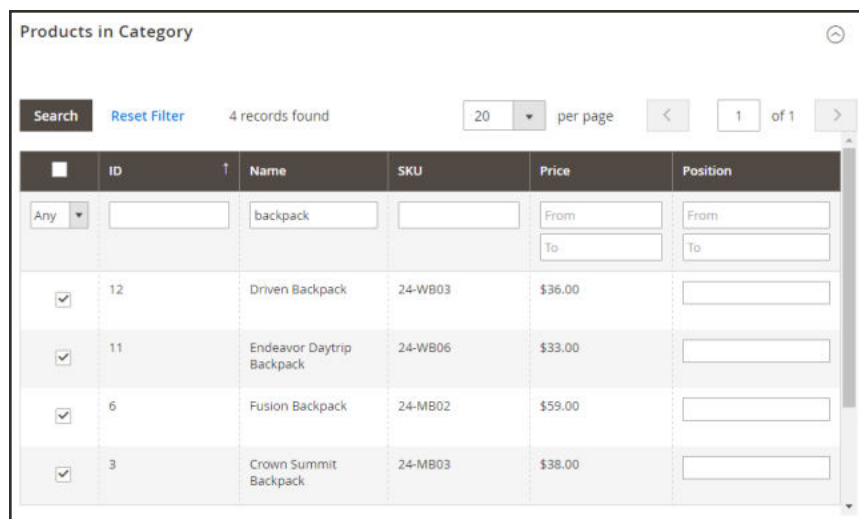 Products in Category
Search Reset Filter 4 records found 20 per page 1 of 1
ID ↑ Name SKU Price Position
Any backpack From From
To To
12 Driven Backpack 24-WB03 $36.00
11 Endeavor Daytrip 24-WB06 $33.00
Backpack
6 Fusion Backpack 24-MB02 $59.00
3 Crown Summit 24-MB03 $38.00
Backpack